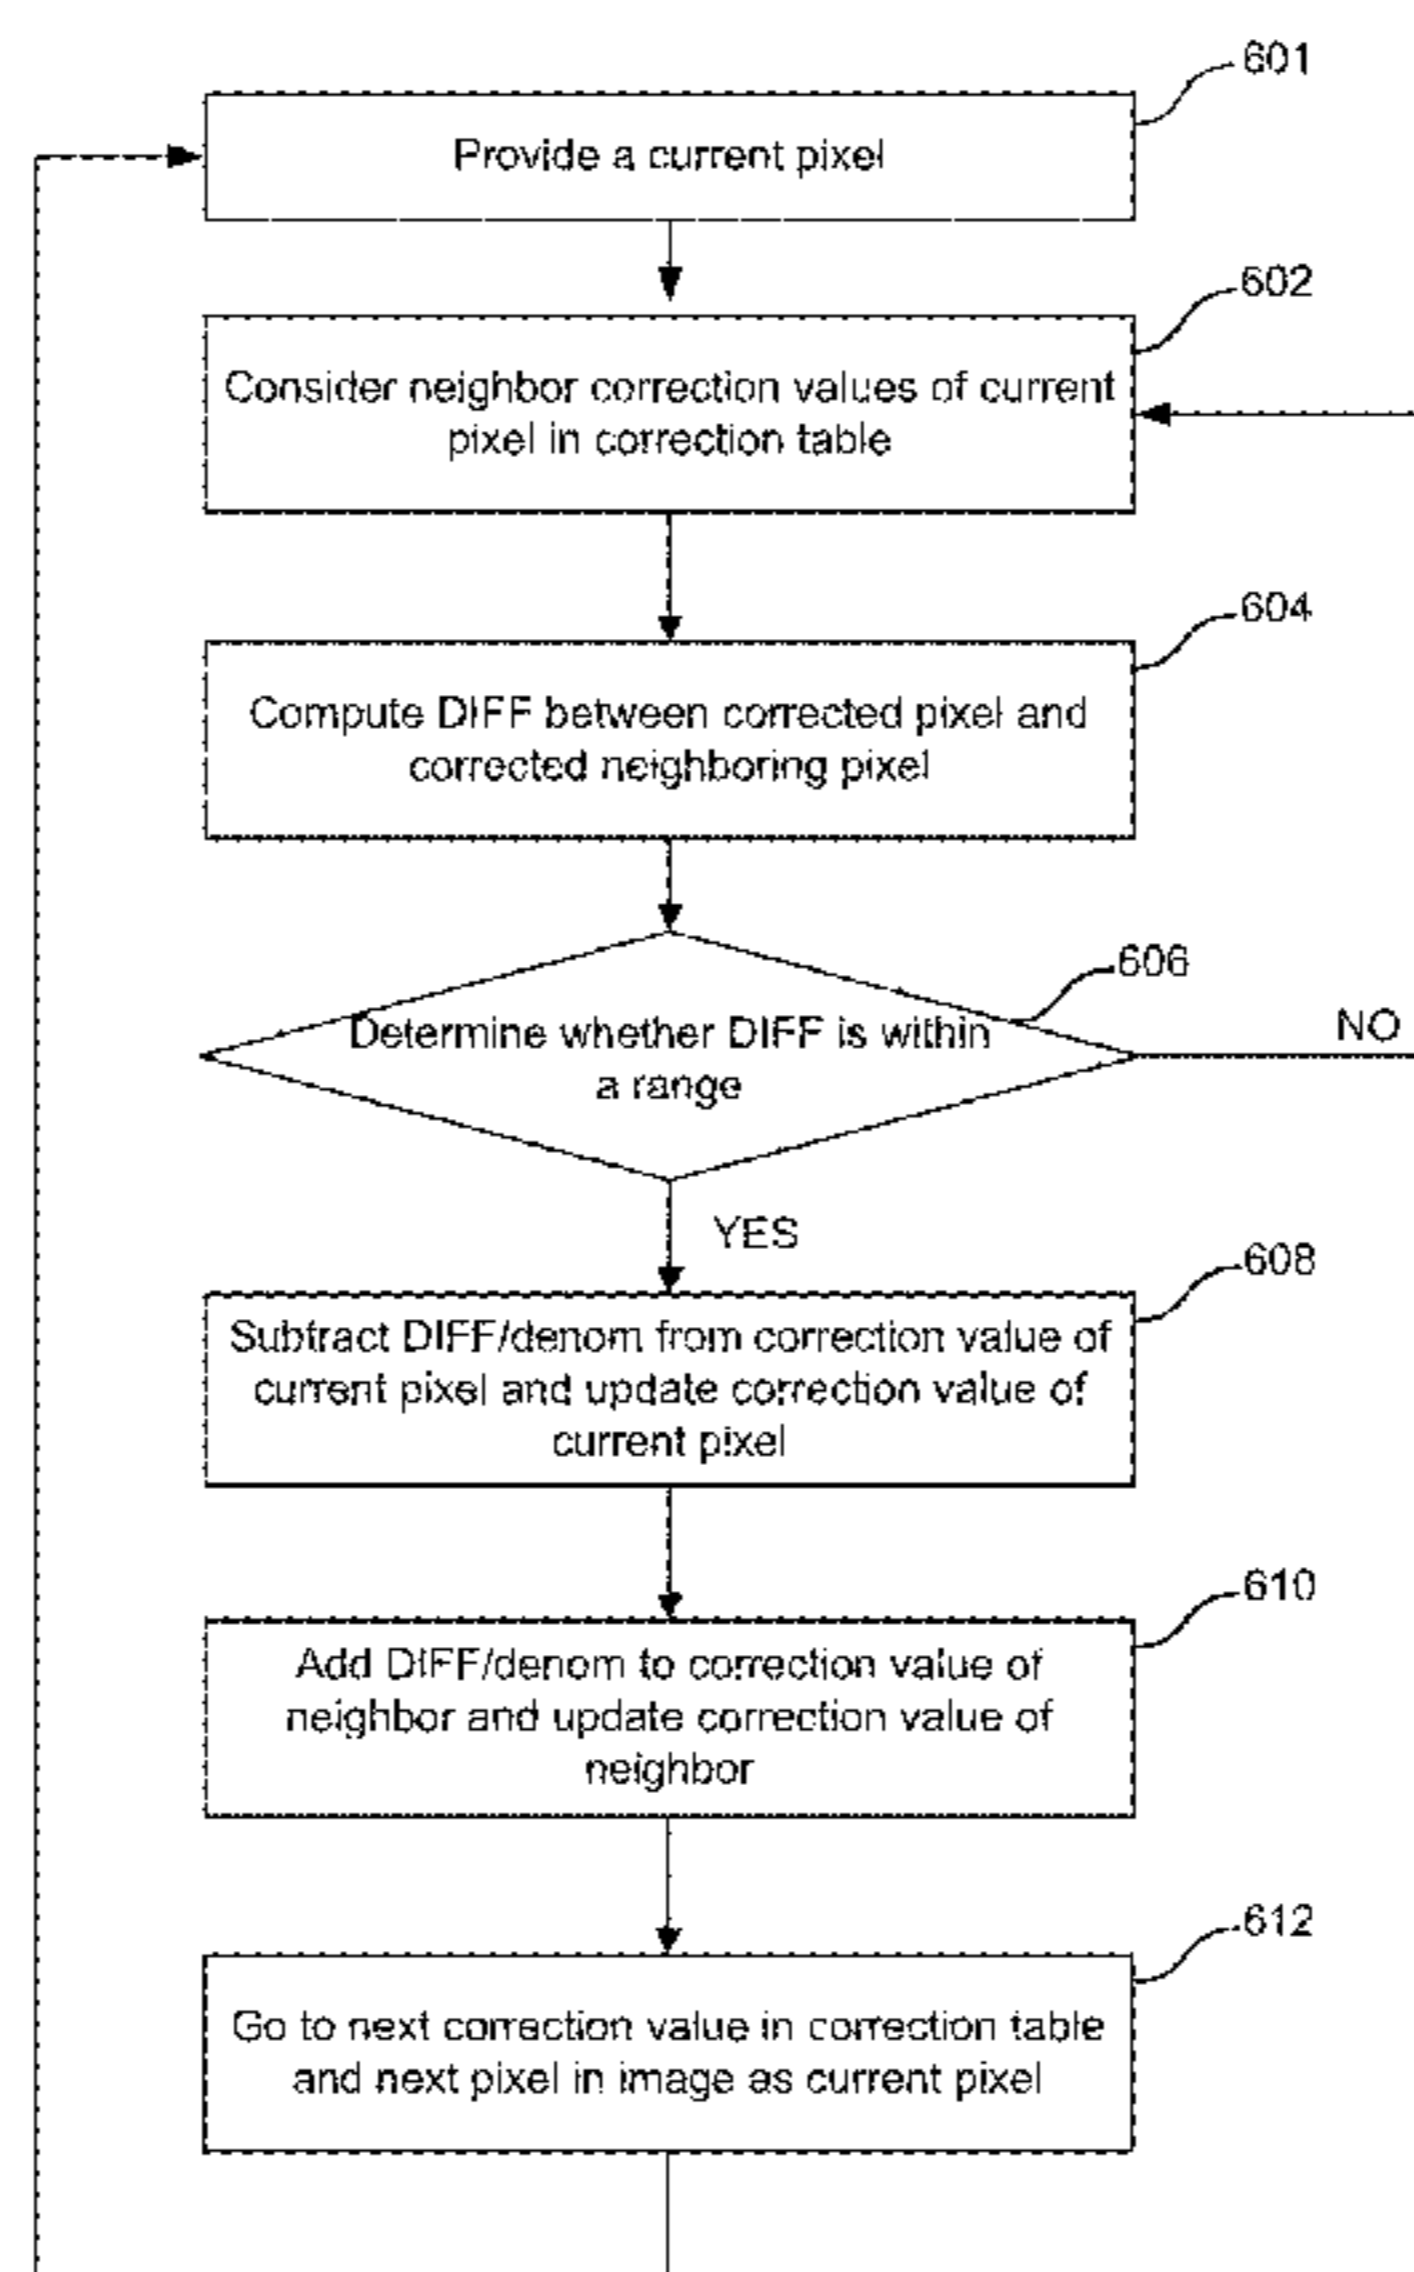 601
Provide a current pixel
602
Consider neighbor correction values of current
pixel in correction table
604
Compute DIFF between corrected pixel and
corrected neighboring pixel
606
Determine whether DIFF is within
a range
NO
YES
608
Subtract DIFF/denom from correction value of
current pixel and update correction value of
current pixel
610
Add DIFF/denom to correction value of
neighbor and update correction value of
neighbor
612
Go to next correction value in correction table
and next pixel in image as current pixel